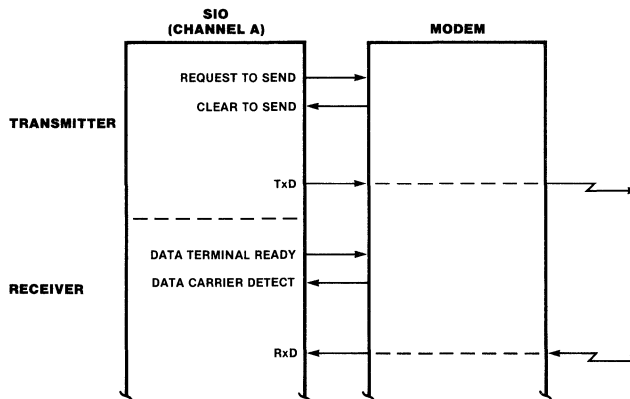 SIO
(CHANNEL A)
MODEM
REQUEST TO SEND
CLEAR TO SEND
TRANSMITTER
TxD
DATA TERMINAL READY
DATA CARRIER DETECT
RECEIVER
RxD